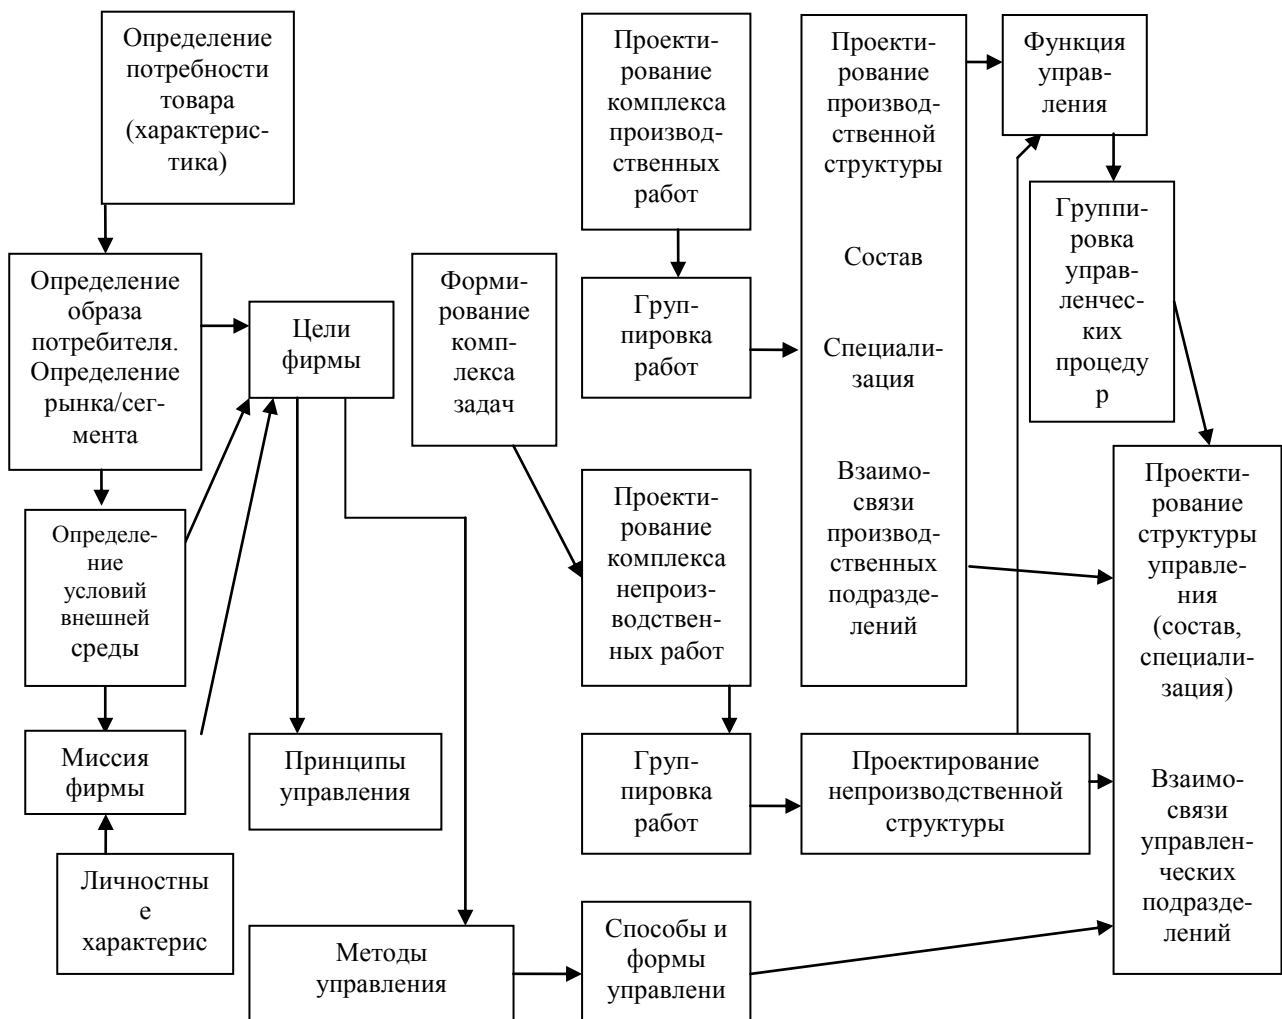 Определение
потребности
товара
(характерис-
тика)
Определение
образа
потребителя.
Определение
рынка/сег-
мента
Определе-
ние
условий
внешней
среды
Миссия
фирмы
Личностны
е
характерис
Цели
фирмы
Принципы
управления
Методы
управления
Форми-
рование
комп-
лекса
задач
Проекти-
рование
комплекса
производ-
ственных
работ
Груп-
пировка
работ
Проекти-
рование
комплекса
непроиз-
водствен-
ных работ
Груп-
пировка
работ
Способы и
формы
управлени
Проекти-
рование
производ-
ственной
структуры
Состав
Специали-
зация
Взаимо-
связи
производ-
ственных
подразде-
лений
Проектирование
непроизводственной
структуры
Функция
управ-
ления
Группи-
ровка
управ-
ленчес-
ких
процеду
р
Проекти-
рование
структуры
управле-
ния
(состав,
специали-
зация)
Взаимо-
связи
управлен-
ческих
подразде-
лений